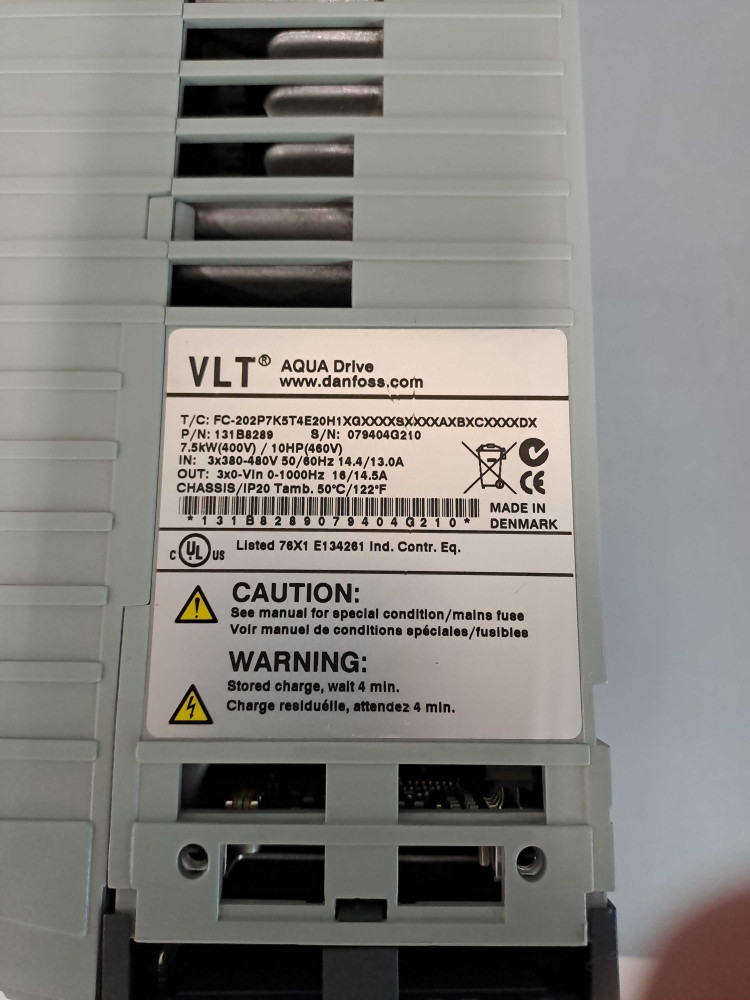 VLT® AQUA Drive
www.danfoss.com
T/C: FC-202P7K5T4E20H1XGXXXXSXXXXAXBXCXXXXDX
P/N: 131B8289 S/N: 079404G210
7.5kW(400V) / 10HP(460V)
IN: 3x380-480V 50/60Hz 14.4/13.0A
OUT: 3x0-Vin 0-1000Hz 16/14.5A
CHASSIS/IP20 Tamb. 50°C/122°F
*131B8289079404G210*
MADE IN
DENMARK
CE
C UL US Listed 76X1 E134261 Ind. Contr. Eq.
CAUTION:
See manual for special condition/mains fuse
Voir manuel de conditions spéciales/fusibles
WARNING:
Stored charge, wait 4 min.
Charge residuélle, attendez 4 min.